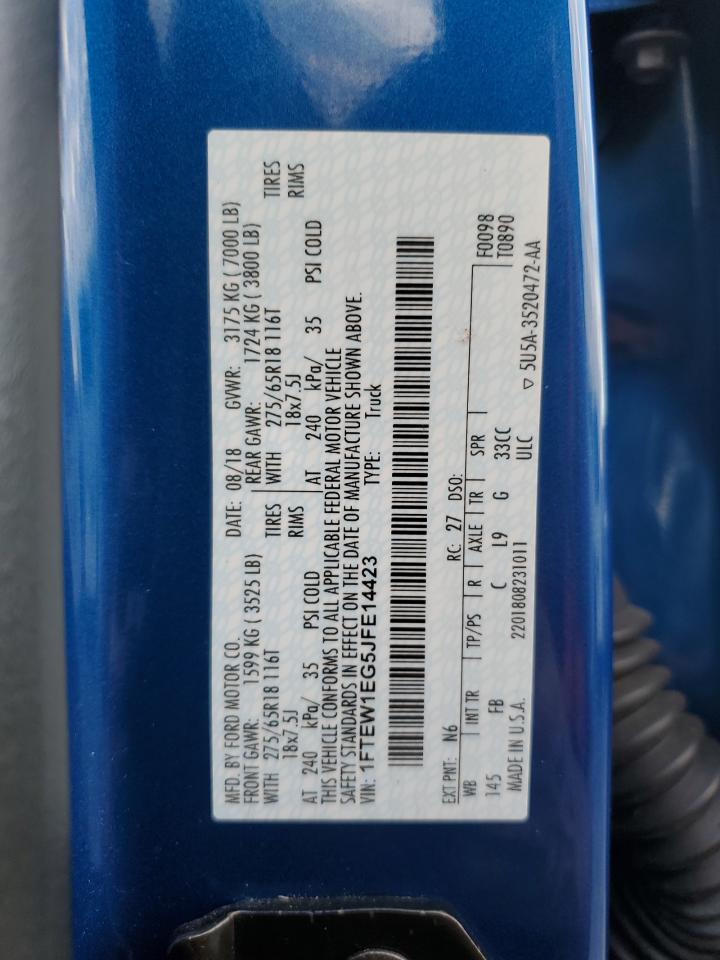 MFD. BY FORD MOTOR CO.
DATE: 08/18 GVWR: 3175 KG ( 7000 LB)
FRONT GAWR: 1599 KG ( 3525 LB)
REAR GAWR: 1724 KG ( 3800 LB)
WITH 275/65R18 116T TIRES
WITH 275/65R18 116T TIRES
18x7.5J RIMS
18x7.5J RIMS
AT 240 kPa/ 35 PSI COLD
AT 240 kPa/ 35 PSI COLD
THIS VEHICLE CONFORMS TO ALL APPLICABLE FEDERAL MOTOR VEHICLE
SAFETY STANDARDS IN EFFECT ON THE DATE OF MANUFACTURE SHOWN ABOVE.
VIN: 1FTEW1EG5JFE14423 TYPE: Truck
EXT PNT: N6 RC: 27 DSO:
WB INT TR TP/PS R AXLE TR SPR F0098
145 FB C L9 G 33CC T0890
MADE IN U.S.A. 2201808231011 ULC ▽ 5U5A-3520472-AA